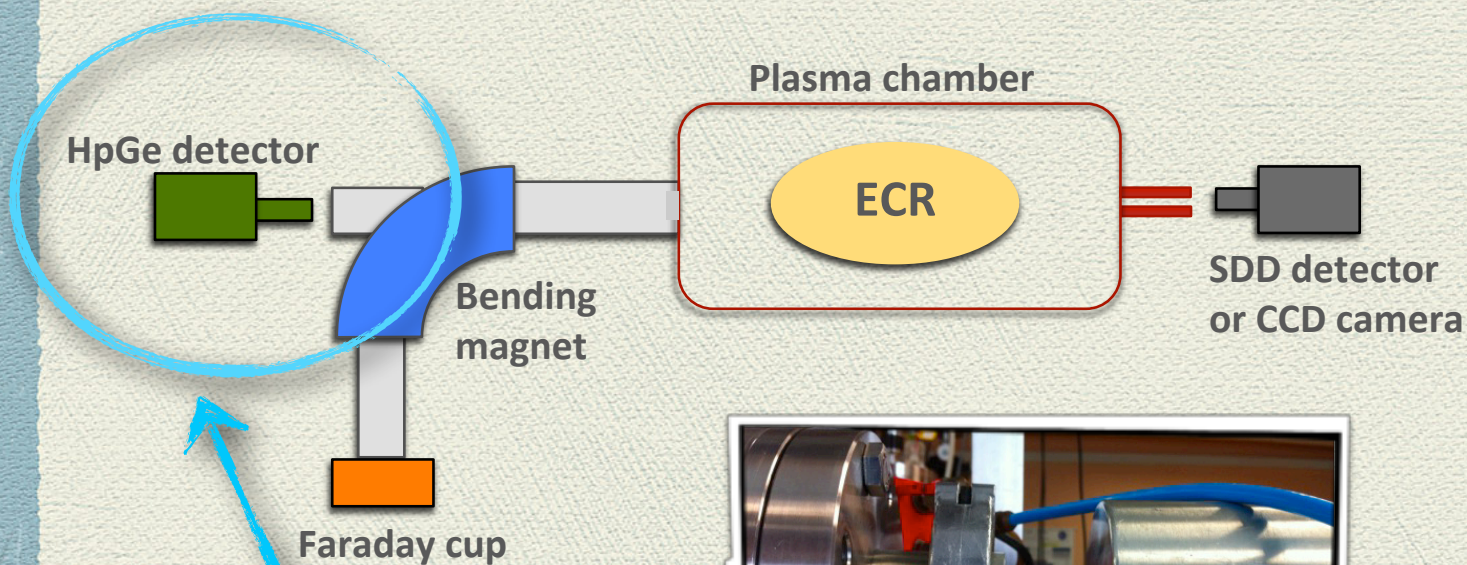 Plasma chamber
HpGe detector
ECR
SDD detector
or CCD camera
Bending
magnet
Faraday cup